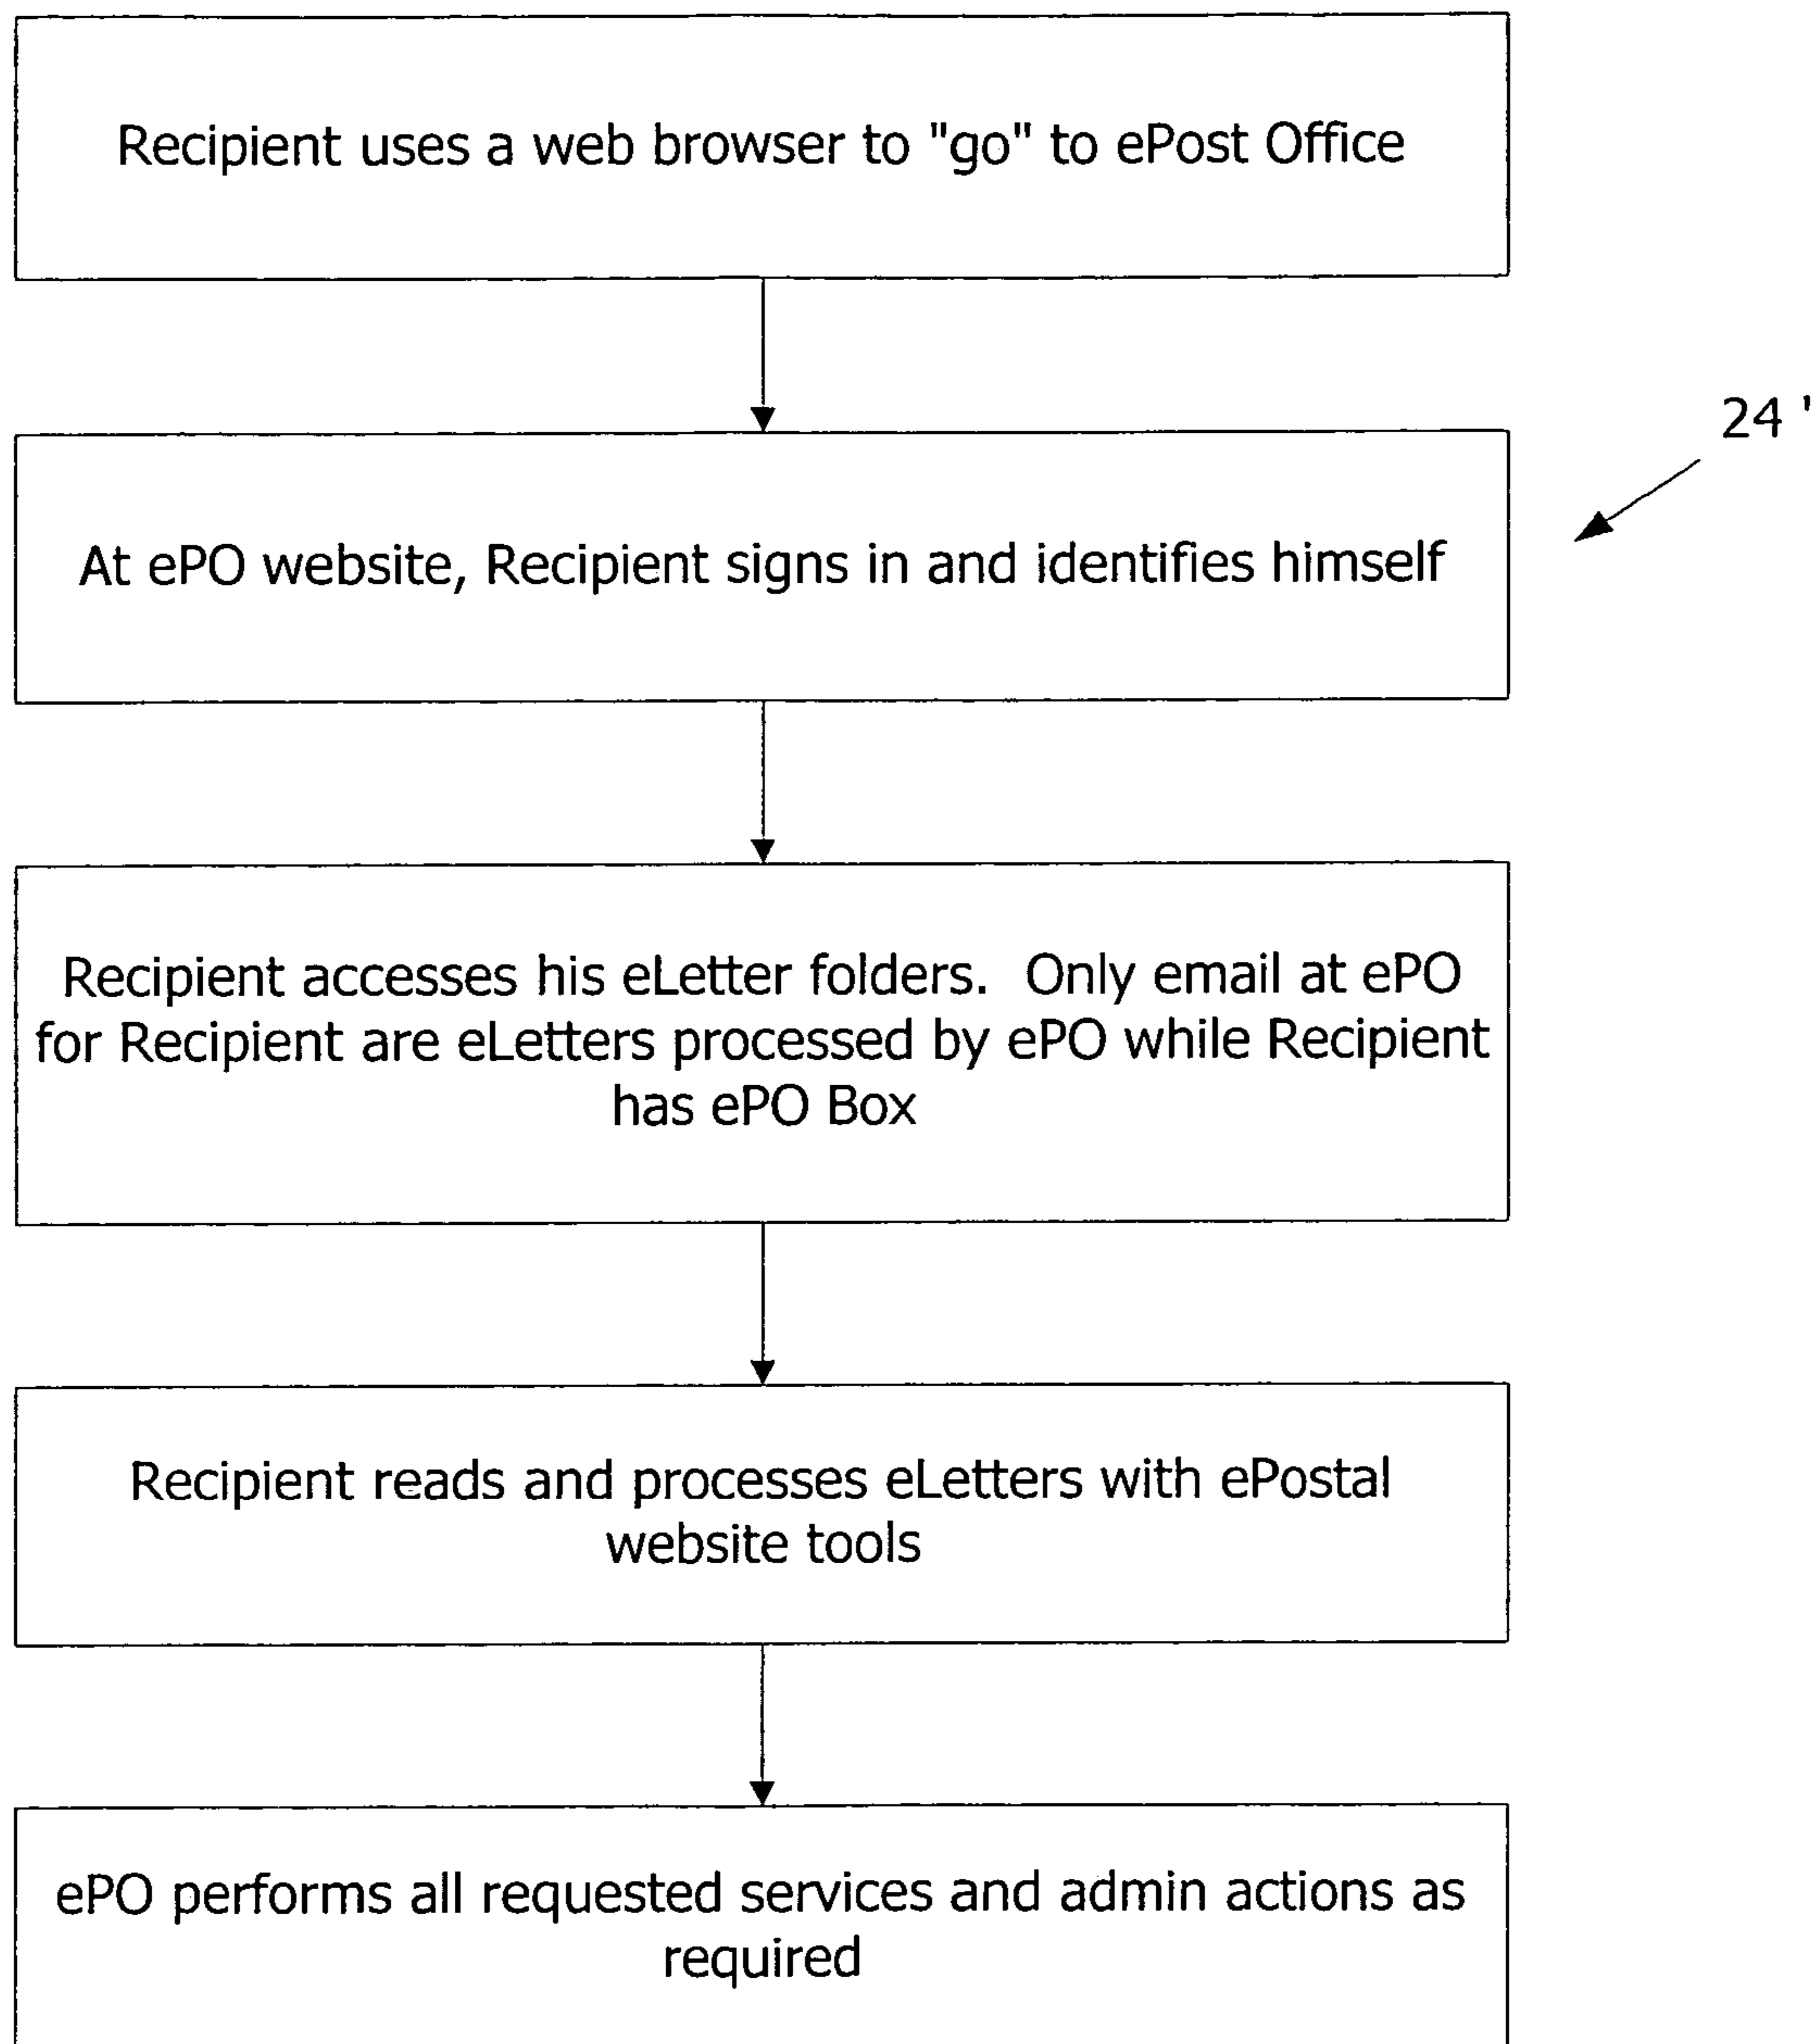 Recipient uses a web browser to "go" to ePost Office
24 '
At ePO website, Recipient signs in and identifies himself
Recipient accesses his eLetter folders.  Only email at ePO
for Recipient are eLetters processed by ePO while Recipient
has ePO Box
Recipient reads and processes eLetters with ePostal
website tools
ePO performs all requested services and admin actions as
required